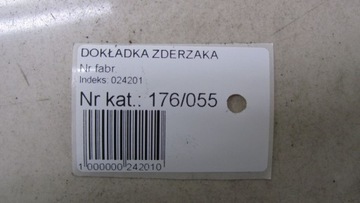 DOKŁADKA ZDERZAKA
Nr fabr.
Indeks: 024201
Nr kat.: 176/055
1 000000 242010